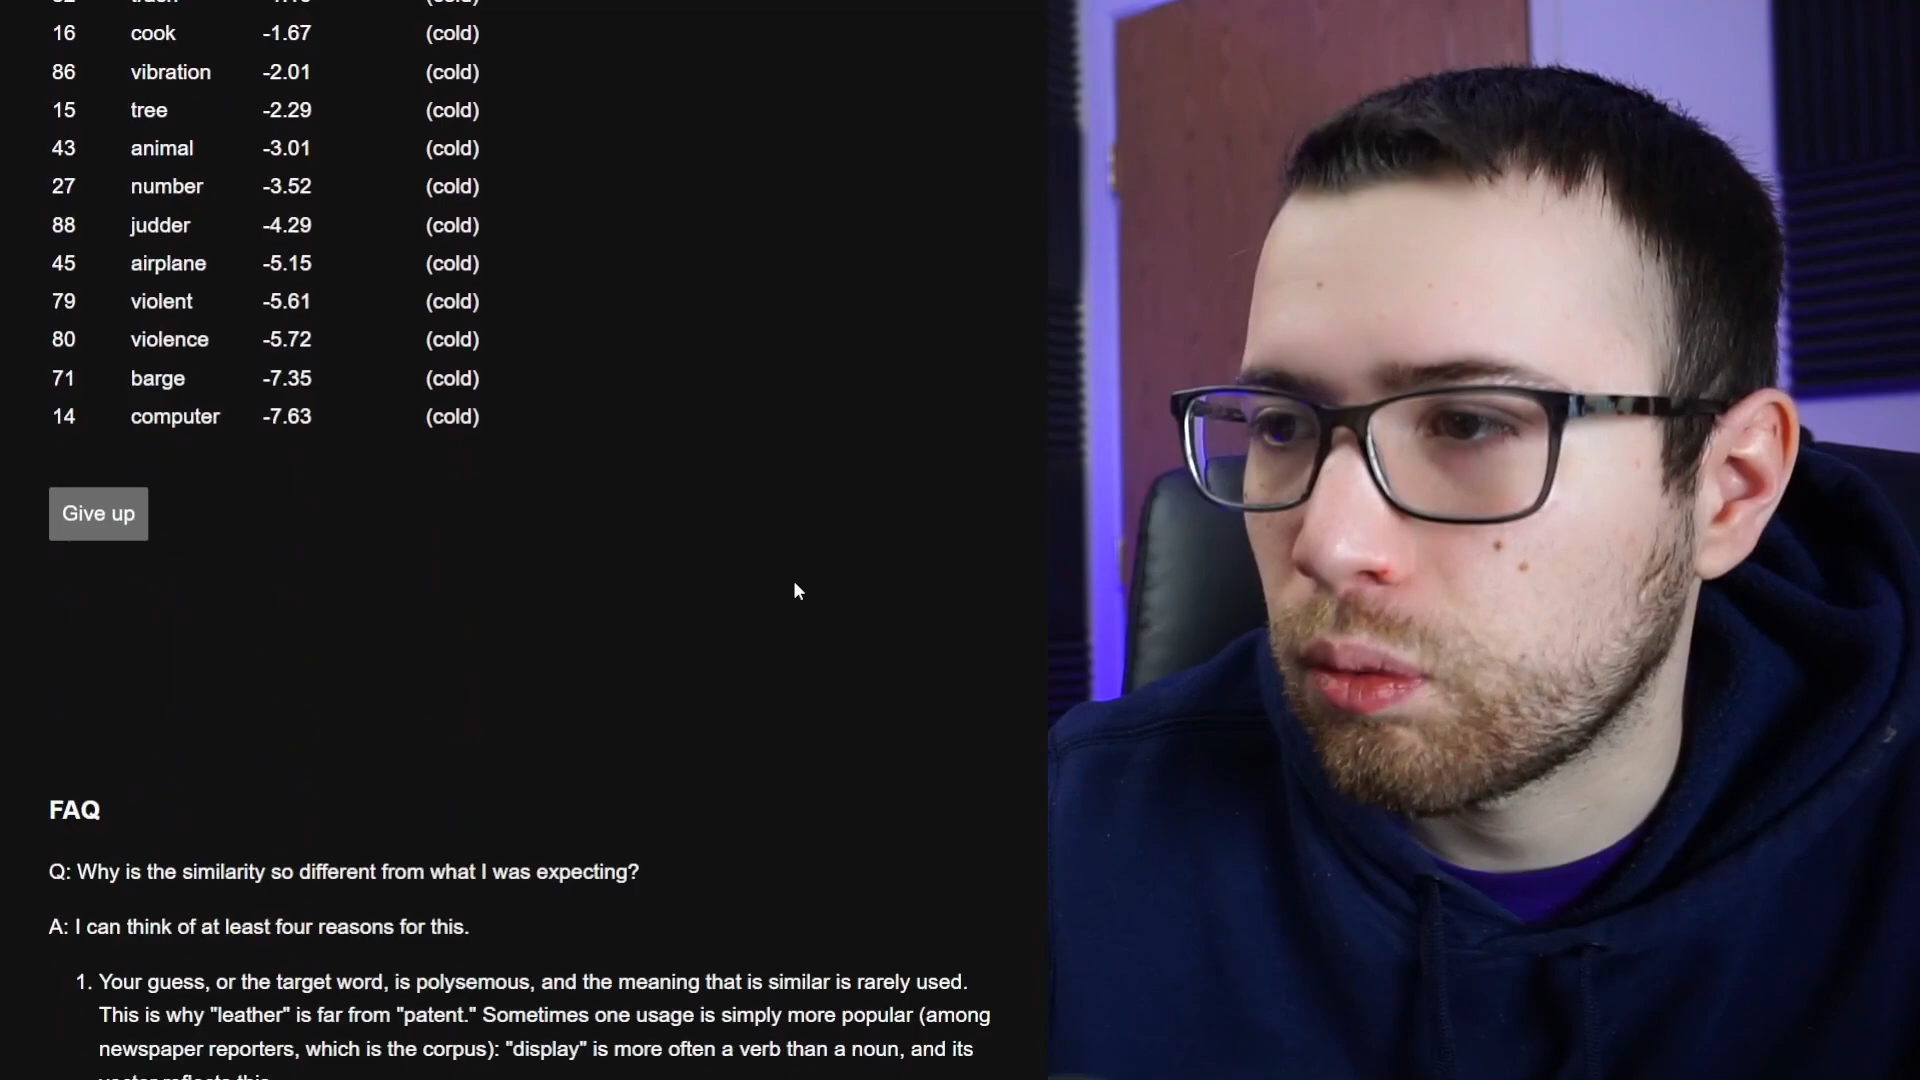 16 cook -1.67 (cold)
86 vibration -2.01 (cold)
15 tree -2.29 (cold)
43 animal -3.01 (cold)
27 number -3.52 (cold)
88 judder -4.29 (cold)
45 airplane -5.15 (cold)
79 violent -5.61 (cold)
80 violence -5.72 (cold)
71 barge -7.35 (cold)
14 computer -7.63 (cold)
Give up
FAQ
Q: Why is the similarity so different from what I was expecting?
A: I can think of at least four reasons for this.
1. Your guess, or the target word, is polysemous, and the meaning that is similar is rarely used.
This is why "leather" is far from "patent." Sometimes one usage is simply more popular (among
newspaper reporters, which is the corpus): "display" is more often a verb than a noun, and its